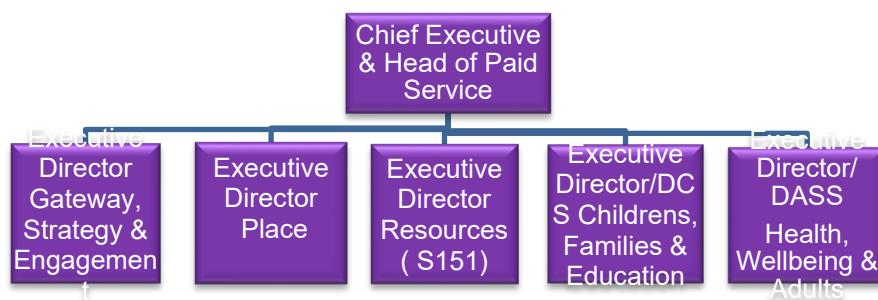 Chief Executive
& Head of Paid
Service
Executive
Director
Gateway,
Strategy &
Engagemen
t
Executive
Director
Place
Executive
Director
Resources
( S151)
Executive
Director/DC
S Childrens,
Families &
Education
Executive
Director/
DASS
Health,
Wellbeing &
Adults